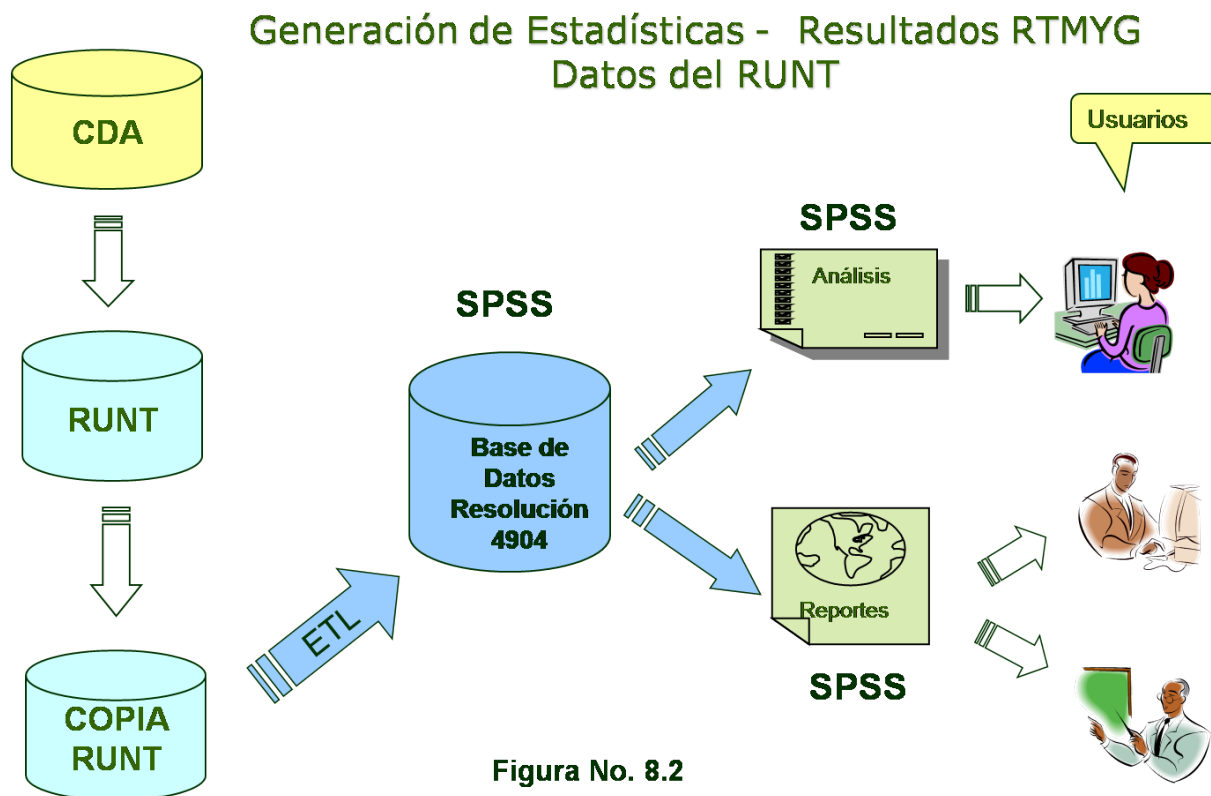 Generación de Estadísticas - Resultados RTMYG
Datos del RUNT
CDA
RUNT
COPIA
RUNT
ETL
SPSS
Base de
Datos
Resolución
4904
SPSS
Análisis
Reportes
SPSS
Usuarios
Figura No. 8.2